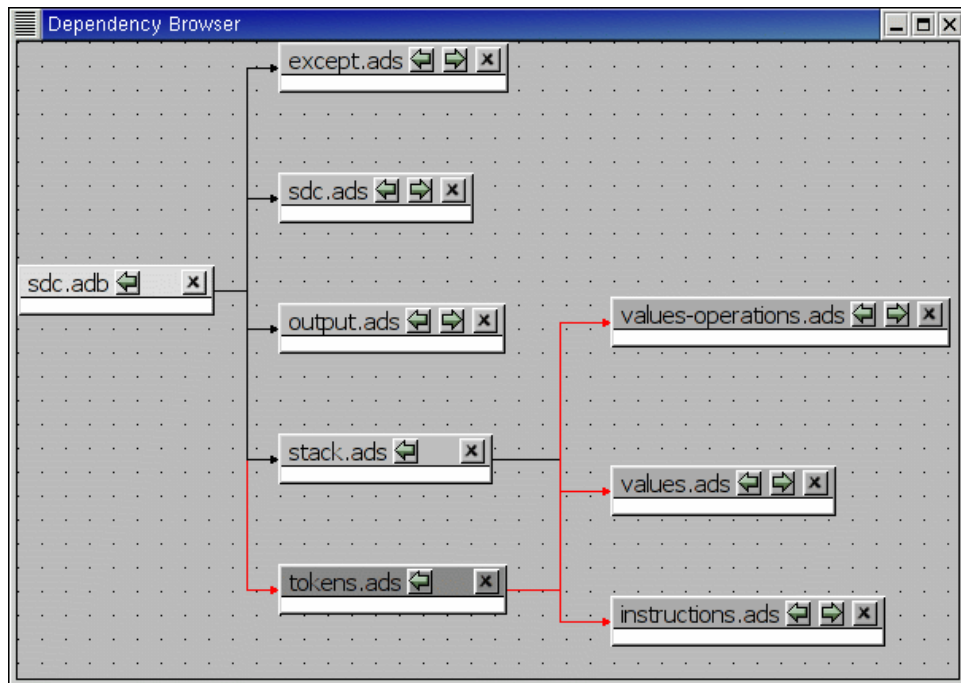 Dependency Browser
except.ads
sdc.ads
sdc.adb
output.ads
values-operations.ads
stack.ads
values.ads
tokens.ads
instructions.ads